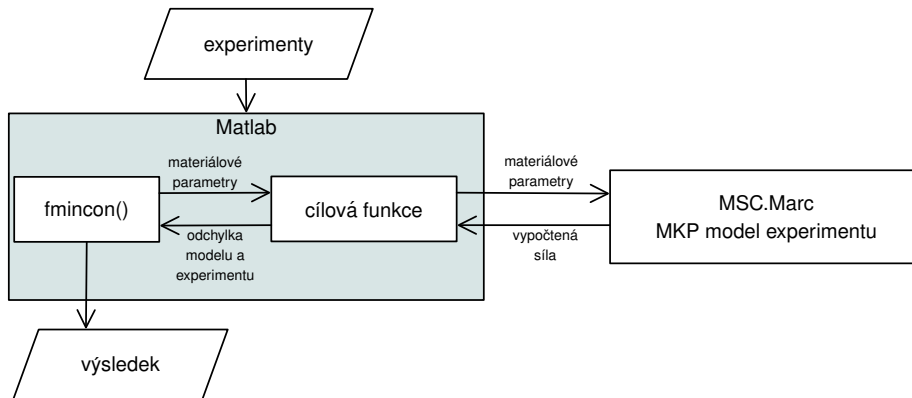 experimenty
Matlab
materiálové
parametry
materiálové
parametry
fmincon()
cílová funkce
MSC.Marc
MKP model experimentu
odchylka
modelu a
experimentu
vypočtená
síla
výsledek